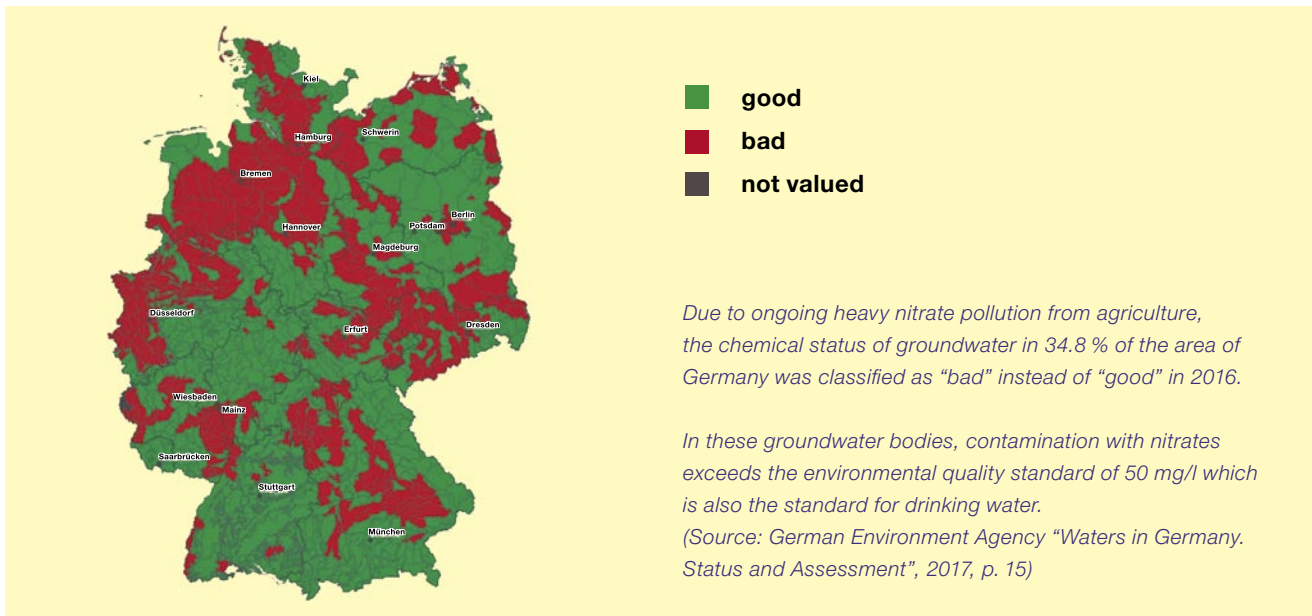 Kiel
Schwerin
Hamburg
Bremen
Berlin
Potsdam
Hannover
Magdeburg
Düsseldorf
Erfurt
Dresden
Wiesbaden
Mainz
Saarbrücken
Stuttgart
München
good
bad
not valued
Due to ongoing heavy nitrate pollution from agriculture,
the chemical status of groundwater in 34.8 % of the area of
Germany was classified as “bad” instead of “good” in 2016.
In these groundwater bodies, contamination with nitrates
exceeds the environmental quality standard of 50 mg/l which
is also the standard for drinking water.
(Source: German Environment Agency “Waters in Germany.
Status and Assessment”, 2017, p. 15)